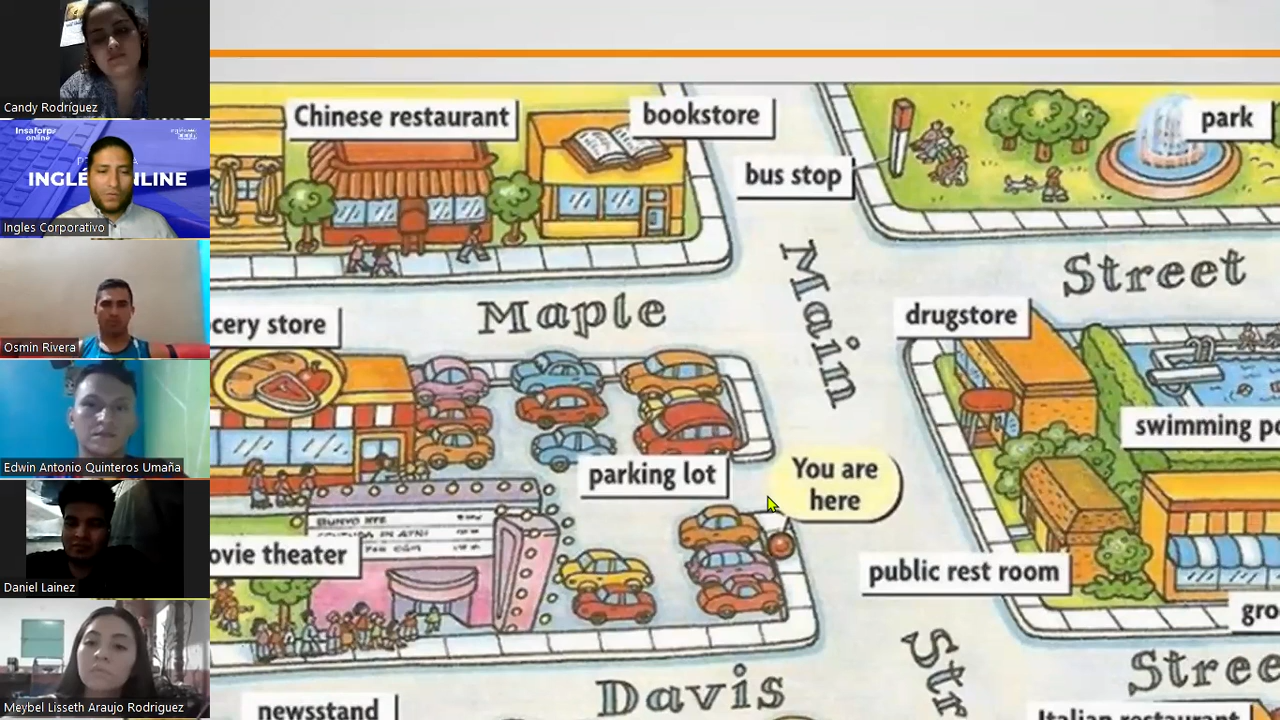 Candy Rodríguez
Insaforp
online
INGLÉ
NLINE
Ingles Corporativo
Osmin Rivera
Edwin Antonio Quinteros Umaña
Daniel Lainez
Meybel Lisseth Araujo Rodriguez
Chinese restaurant
bookstore
bus stop
park
Maple
Main
Street
cery store
drugstore
swimming po
parking lot
You are
here
ovie theater
public rest room
gro
Davis
Str
Stree
newsstand
Italian restaurant